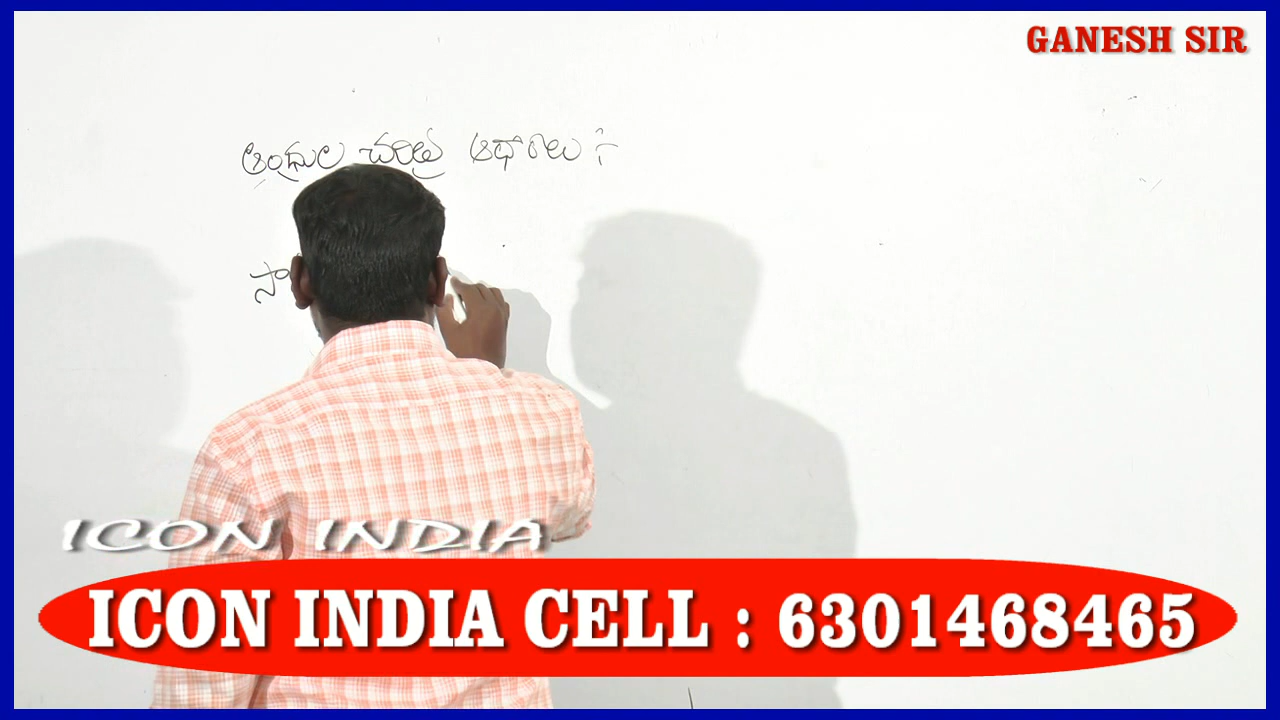 GANESH SIR
ఆంధ్రుల చరిత్ర ఆధారాలు :-
సా
ICON INDIA
ICON INDIA CELL : 6301468465